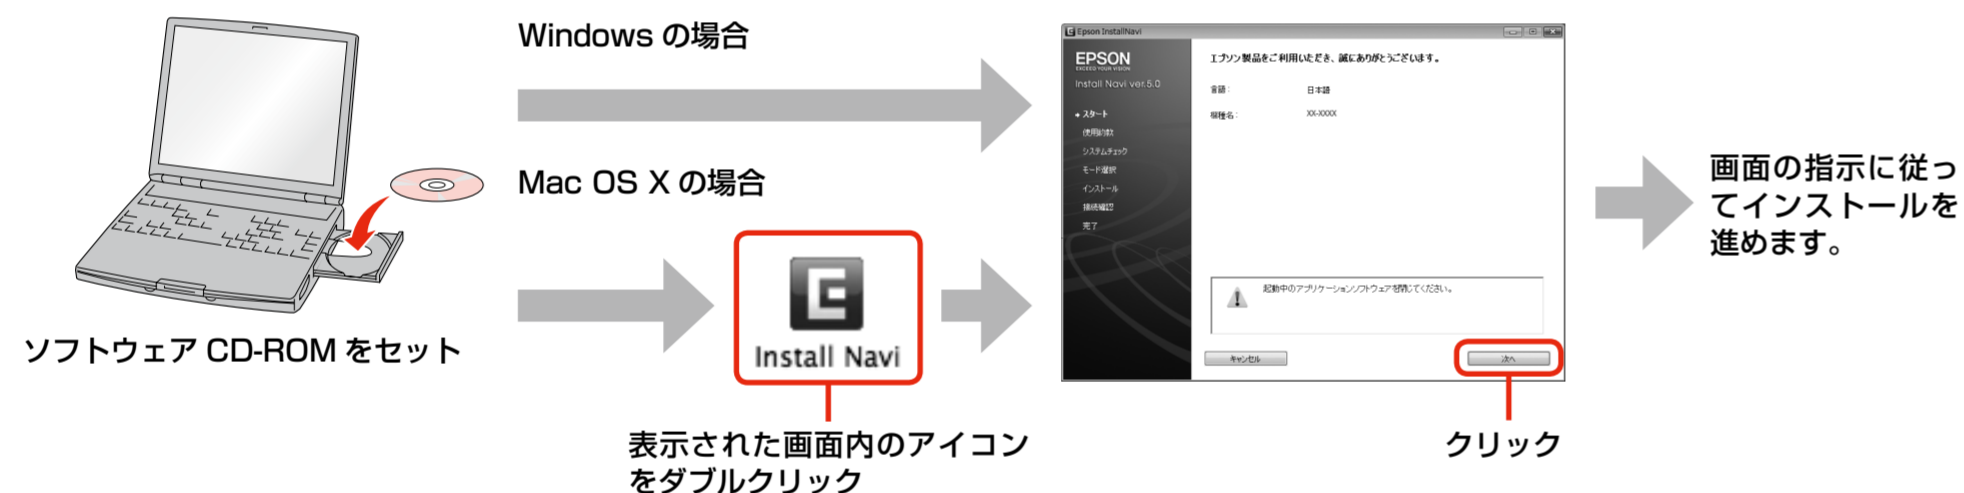 ソフトウェア CD-ROM をセット
Windows の場合
Mac OS X の場合
Install Navi
表示された画面内のアイコン
をダブルクリック
Epson InstallNavi
EPSON
EXCEED YOUR VISION
Install Navi ver.5.0
スタート
使用許諾
システムチェック
モード選択
インストール
接続確認
完了
エプソン製品をご利用いただき、誠にありがとうございます。
言語: 日本語
機種名: XX-XXXX
起動中のアプリケーションソフトウェアを閉じてください。
キャンセル
次へ
クリック
画面の指示に従っ
てインストールを
進めます。